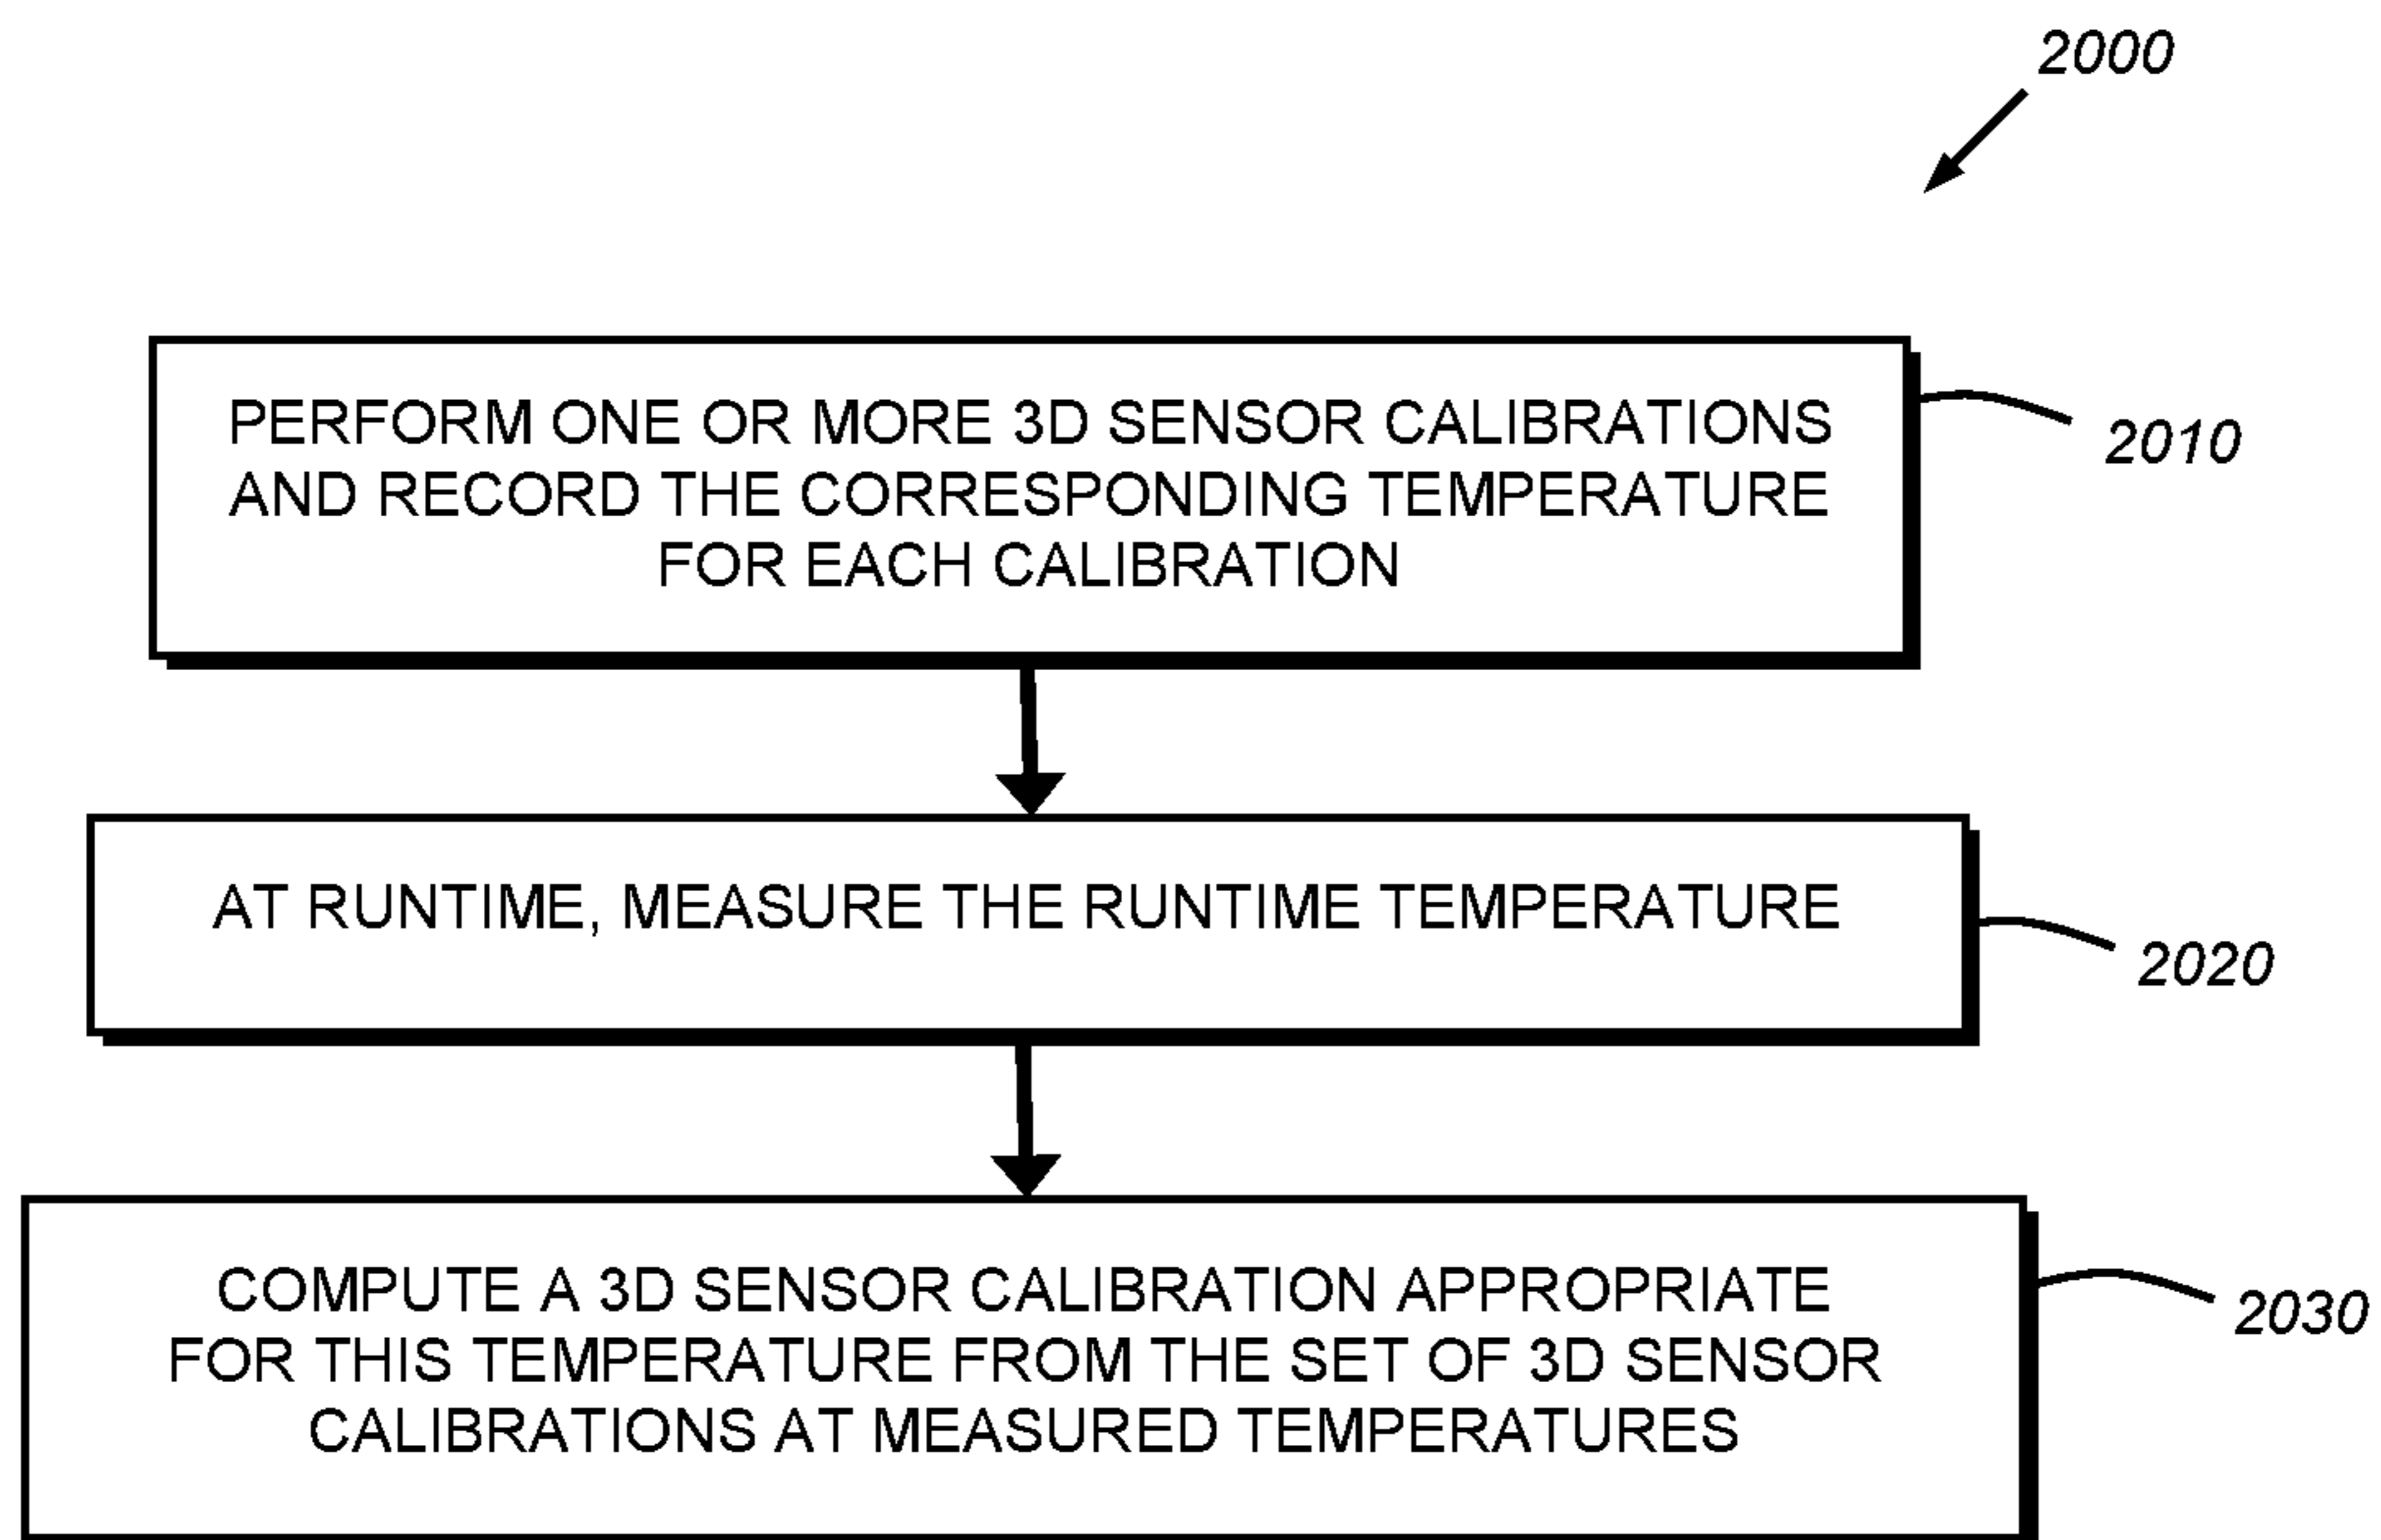 2000
PERFORM ONE OR MORE 3D SENSOR CALIBRATIONS
AND RECORD THE CORRESPONDING TEMPERATURE
FOR EACH CALIBRATION
2010
AT RUNTIME, MEASURE THE RUNTIME TEMPERATURE
2020
COMPUTE A 3D SENSOR CALIBRATION APPROPRIATE
FOR THIS TEMPERATURE FROM THE SET OF 3D SENSOR
CALIBRATIONS AT MEASURED TEMPERATURES
2030